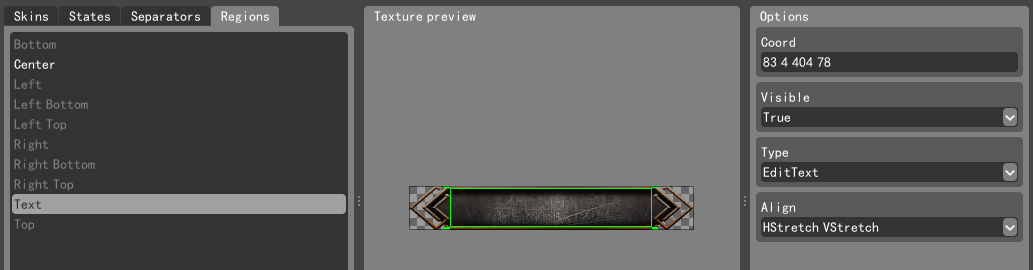 Skins States Separators Regions
Bottom
Center
Left
Left Bottom
Left Top
Right
Right Bottom
Right Top
Text
Top
Texture preview
Options
Coord
83 4 404 78
Visible
True
Type
EditText
Align
HStretch VStretch